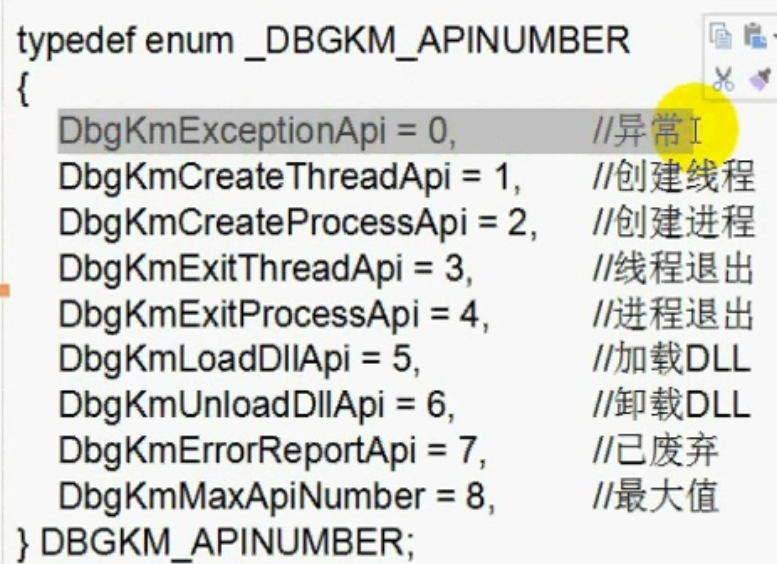 typedef enum _DBGKM_APINUMBER
{
DbgKmExceptionApi = 0, //异常
DbgKmCreateThreadApi = 1, //创建线程
DbgKmCreateProcessApi = 2, //创建进程
DbgKmExitThreadApi = 3, //线程退出
DbgKmExitProcessApi = 4, //进程退出
DbgKmLoadDllApi = 5, //加载DLL
DbgKmUnloadDllApi = 6, //卸载DLL
DbgKmErrorReportApi = 7, //已废弃
DbgKmMaxApiNumber = 8, //最大值
} DBGKM_APINUMBER;